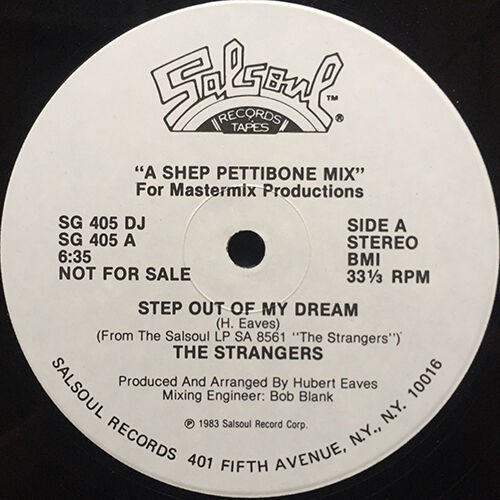 Salsoul™
RECORDS &
TAPES®
"A SHEP PETTIBONE MIX"
For Mastermix Productions
SG 405 DJ
SG 405 A
6:35
NOT FOR SALE
SIDE A
STEREO
BMI
33⅓ RPM
STEP OUT OF MY DREAM
(H. Eaves)
(From The Salsoul LP SA 8561 "The Strangers")
THE STRANGERS
Produced And Arranged By Hubert Eaves
Mixing Engineer: Bob Blank
℗ 1983 Salsoul Record Corp.
SALSOUL RECORDS 401 FIFTH AVENUE, N.Y., N.Y. 10016